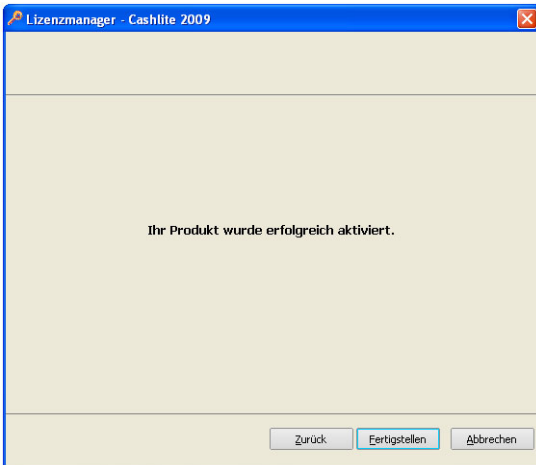 Lizenzmanager - Cashlite 2009
Ihr Produkt wurde erfolgreich aktiviert.
Zurück Fertigstellen Abbrechen